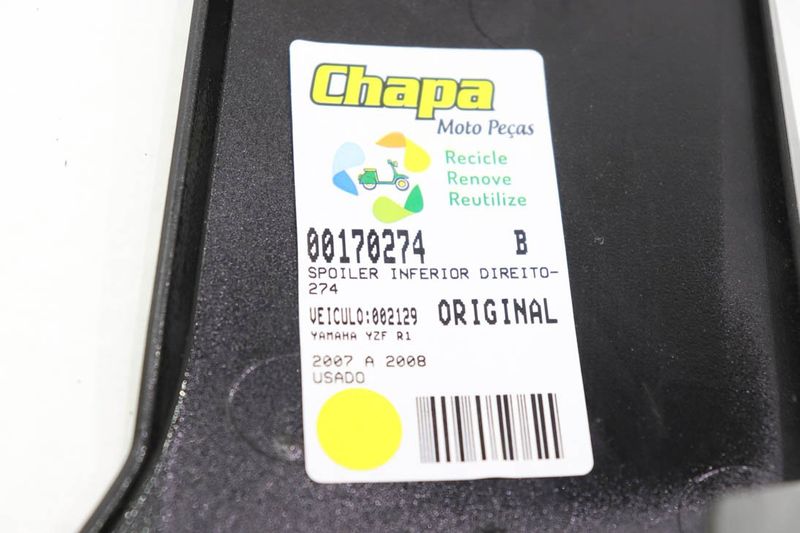 Chapa
Moto Peças
Recicle
Renove
Reutilize
00170274 B
SPOILER INFERIOR DIREITO-
274
VEICULO:002129 ORIGINAL
YAMAHA YZF R1
2007 A 2008
USADO